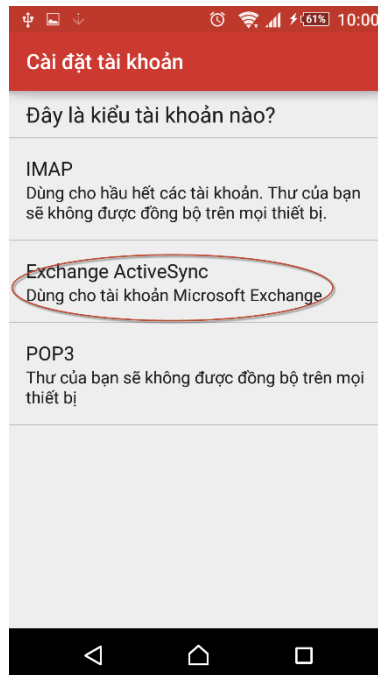 61% 10:00
Cài đặt tài khoản
Đây là kiểu tài khoản nào?
IMAP
Dùng cho hầu hết các tài khoản. Thư của bạn
sẽ không được đồng bộ trên mọi thiết bị.
Exchange ActiveSync
Dùng cho tài khoản Microsoft Exchange
POP3
Thư của bạn sẽ không được đồng bộ trên mọi
thiết bị